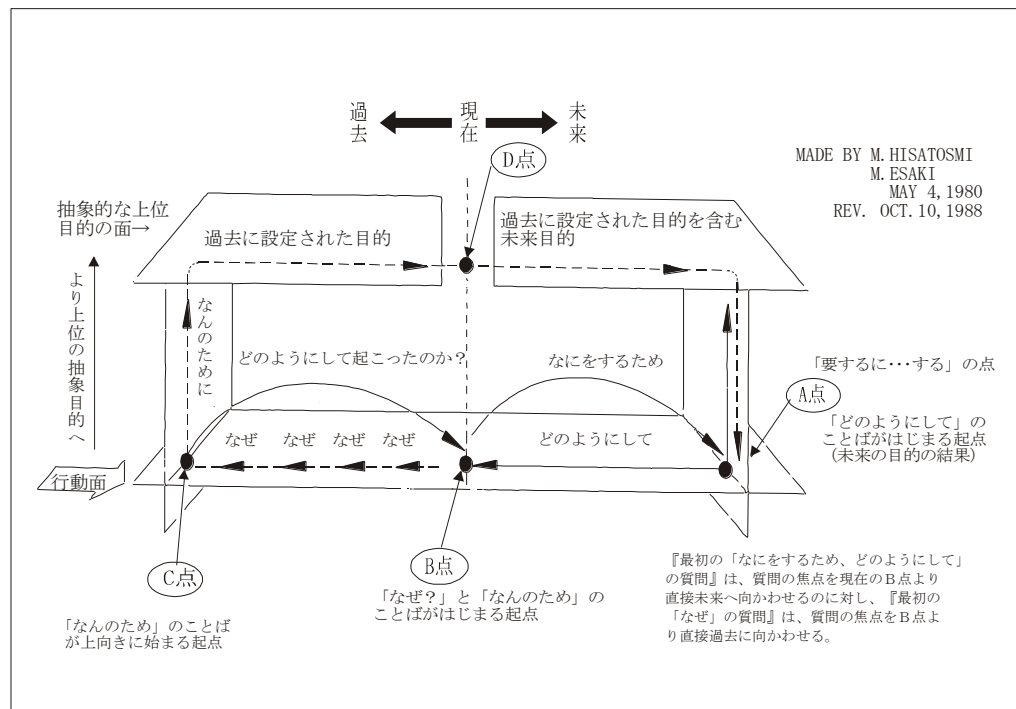 過去
現在
未来
D点
MADE BY M.HISATOSMI
M.ESAKI
MAY 4,1980
REV. OCT.10,1988
抽象的な上位
目的の面→
過去に設定された目的
過去に設定された目的を含む
未来目的
より上位の抽象目的へ
なんのために
どのようにして起こったのか?
なにをするため
「要するに・・・する」の点
A点
「どのようにして」の
ことばがはじまる起点
(未来の目的の結果)
なぜ なぜ なぜ なぜ
どのようにして
行動面
C点
B点
「なんのため」のことば
が上向きに始まる起点
「なぜ?」と「なんのため」の
ことばがはじまる起点
『最初の「なにをするため、どのようにして」
の質問』は、質問の焦点を現在のB点より
直接未来へ向かわせるのに対し、『最初の
「なぜ」の質問』は、質問の焦点をB点よ
り直接過去に向かわせる。